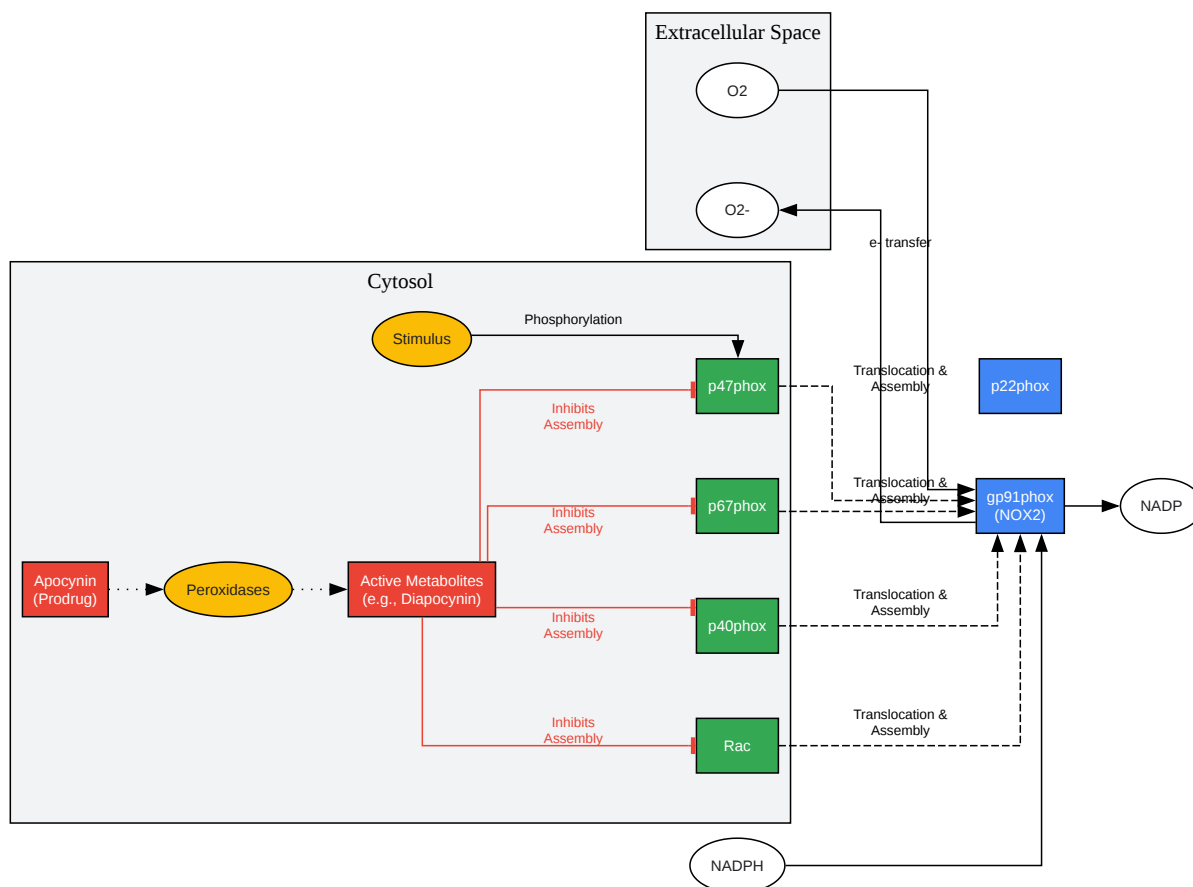 Extracellular Space
O2
O2-
e- transfer
Cytosol
Stimulus
Phosphorylation
p47phox
Translocation &
Assembly
p22phox
Inhibits
Assembly
p67phox
Translocation &
Assembly
gp91phox
(NOX2)
NADP
Inhibits
Assembly
Apocynin
(Prodrug)
Peroxidases
Active Metabolites
(e.g., Diapocynin)
Inhibits
Assembly
p40phox
Translocation &
Assembly
Inhibits
Assembly
Rac
Translocation &
Assembly
NADPH